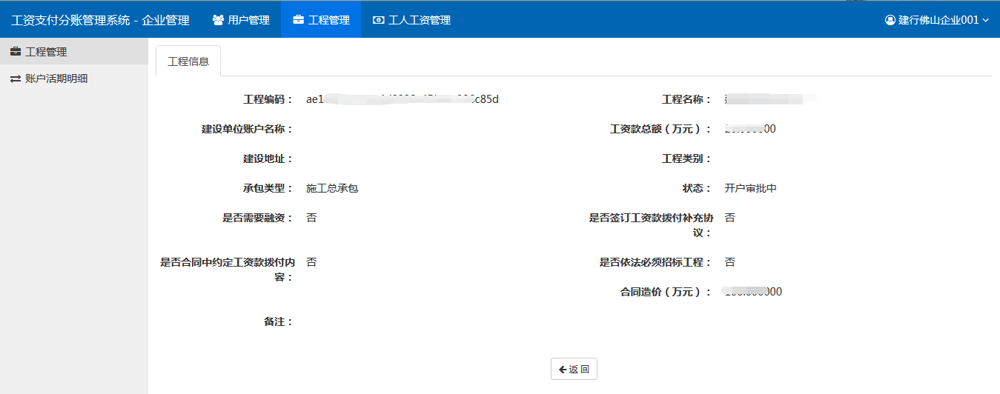 工资支付分账管理系统 - 企业管理 用户管理 工程管理 工人工资管理 建行佛山企业001
工程管理
账户活期明细
工程信息
工程编码： ae1 c85d 工程名称：
建设单位账户名称： 工资款总额（万元）： 00
建设地址： 工程类别：
承包类型： 施工总承包 状态： 开户审批中
是否需要融资： 否 是否签订工资款拨付补充协 否
议：
是否合同中约定工资款拨付内 否 是否依法必须招标工程： 否
容：
合同造价（万元）： 0000
备注：
返 回